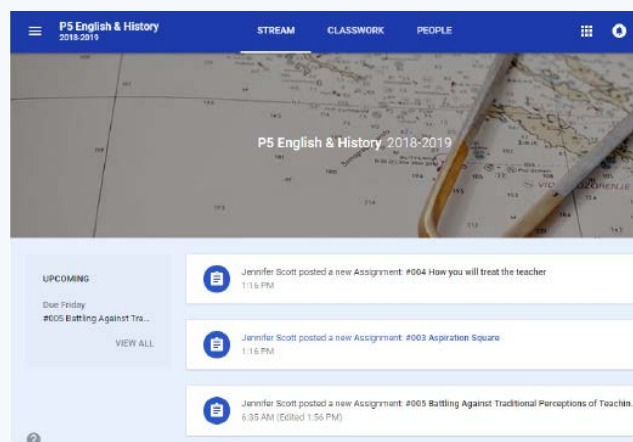 P5 English & History
2018-2019
STREAM
CLASSWORK
PEOPLE
P5 English & History 2018-2019
UPCOMING
Due Friday
#005 Battling Against Tra...
VIEW ALL
Jennifer Scott posted a new Assignment: #004 How you will treat the teacher
1:16 PM
Jennifer Scott posted a new Assignment: #003 Aspiration Square
1:16 PM
Jennifer Scott posted a new Assignment: #005 Battling Against Traditional Perceptions of Teachin...
6:35 AM (Edited 1:56 PM)